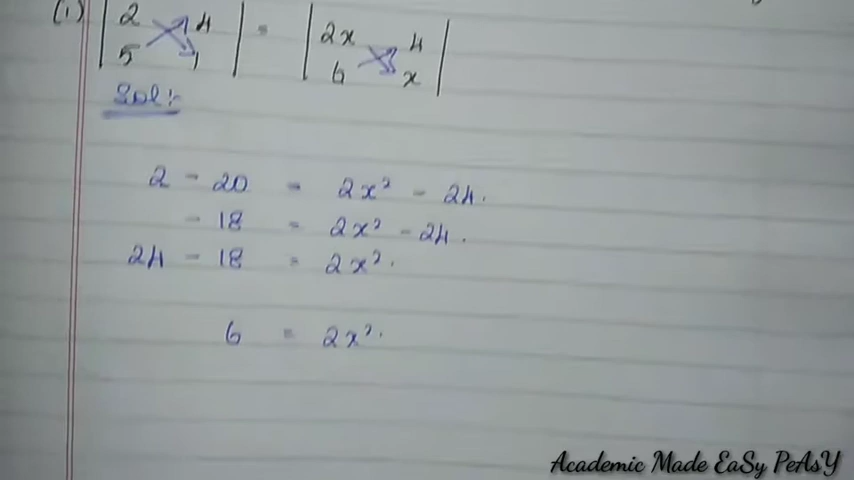 (i) | 2 4 | = | 2x 4 |
| 5 1 | | 6 x |
Sol:-
2 - 20 = 2x² - 24.
- 18 = 2x² - 24.
24 - 18 = 2x².
6 = 2x².
Academic Made EaSy PeAsY